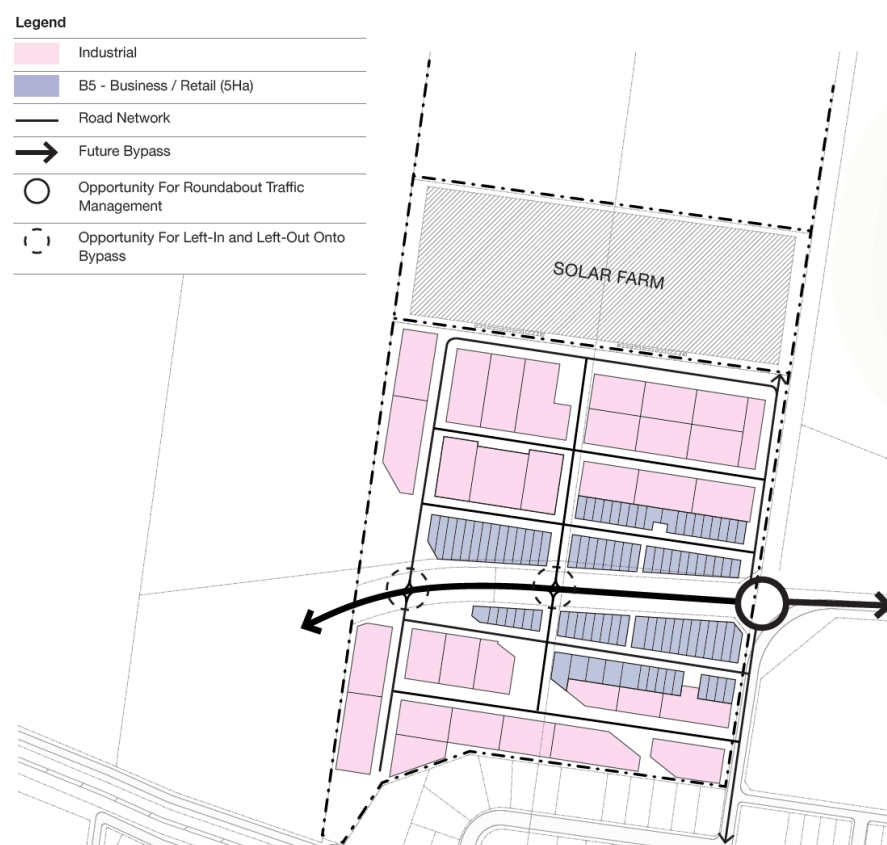 Legend
Industrial
B5 - Business / Retail (5Ha)
Road Network
Future Bypass
Opportunity For Roundabout Traffic
Management
Opportunity For Left-In and Left-Out Onto
Bypass
SOLAR FARM